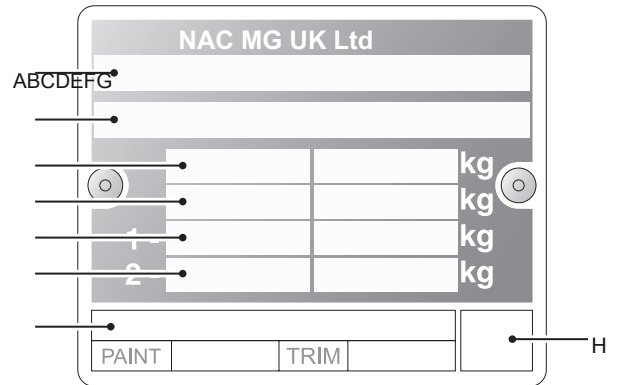 NAC MG UK Ltd
ABCDEFG
kg
kg
1 - kg
2 - kg
H
PAINT TRIM